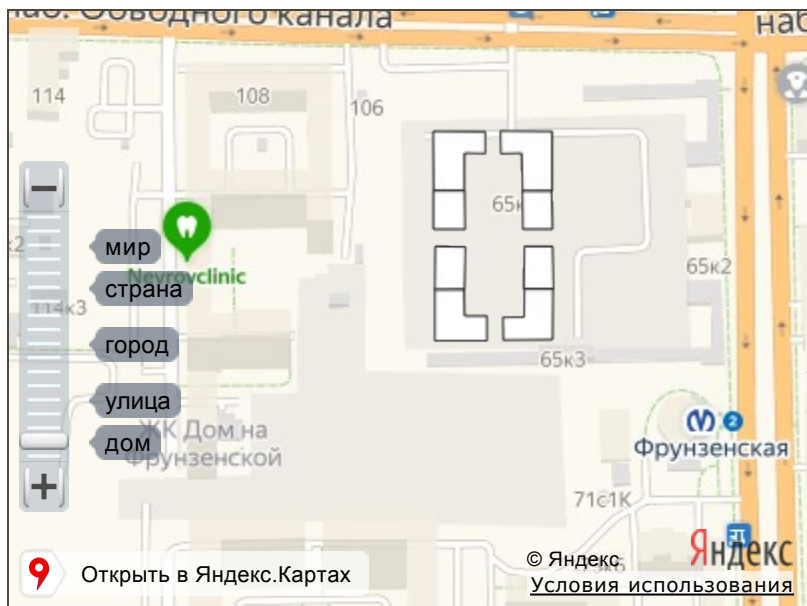 наб. Обводного канала
наб
114
108
106
65к
мир
Nevrovclinic
страна
114к3
65к2
город
65к3
улица
ЖК Дом на
Фрунзенской
дом
2
Фрунзенская
71с1К
Открыть в Яндекс.Картах
© Яндекс
Яндекс
Условия использования